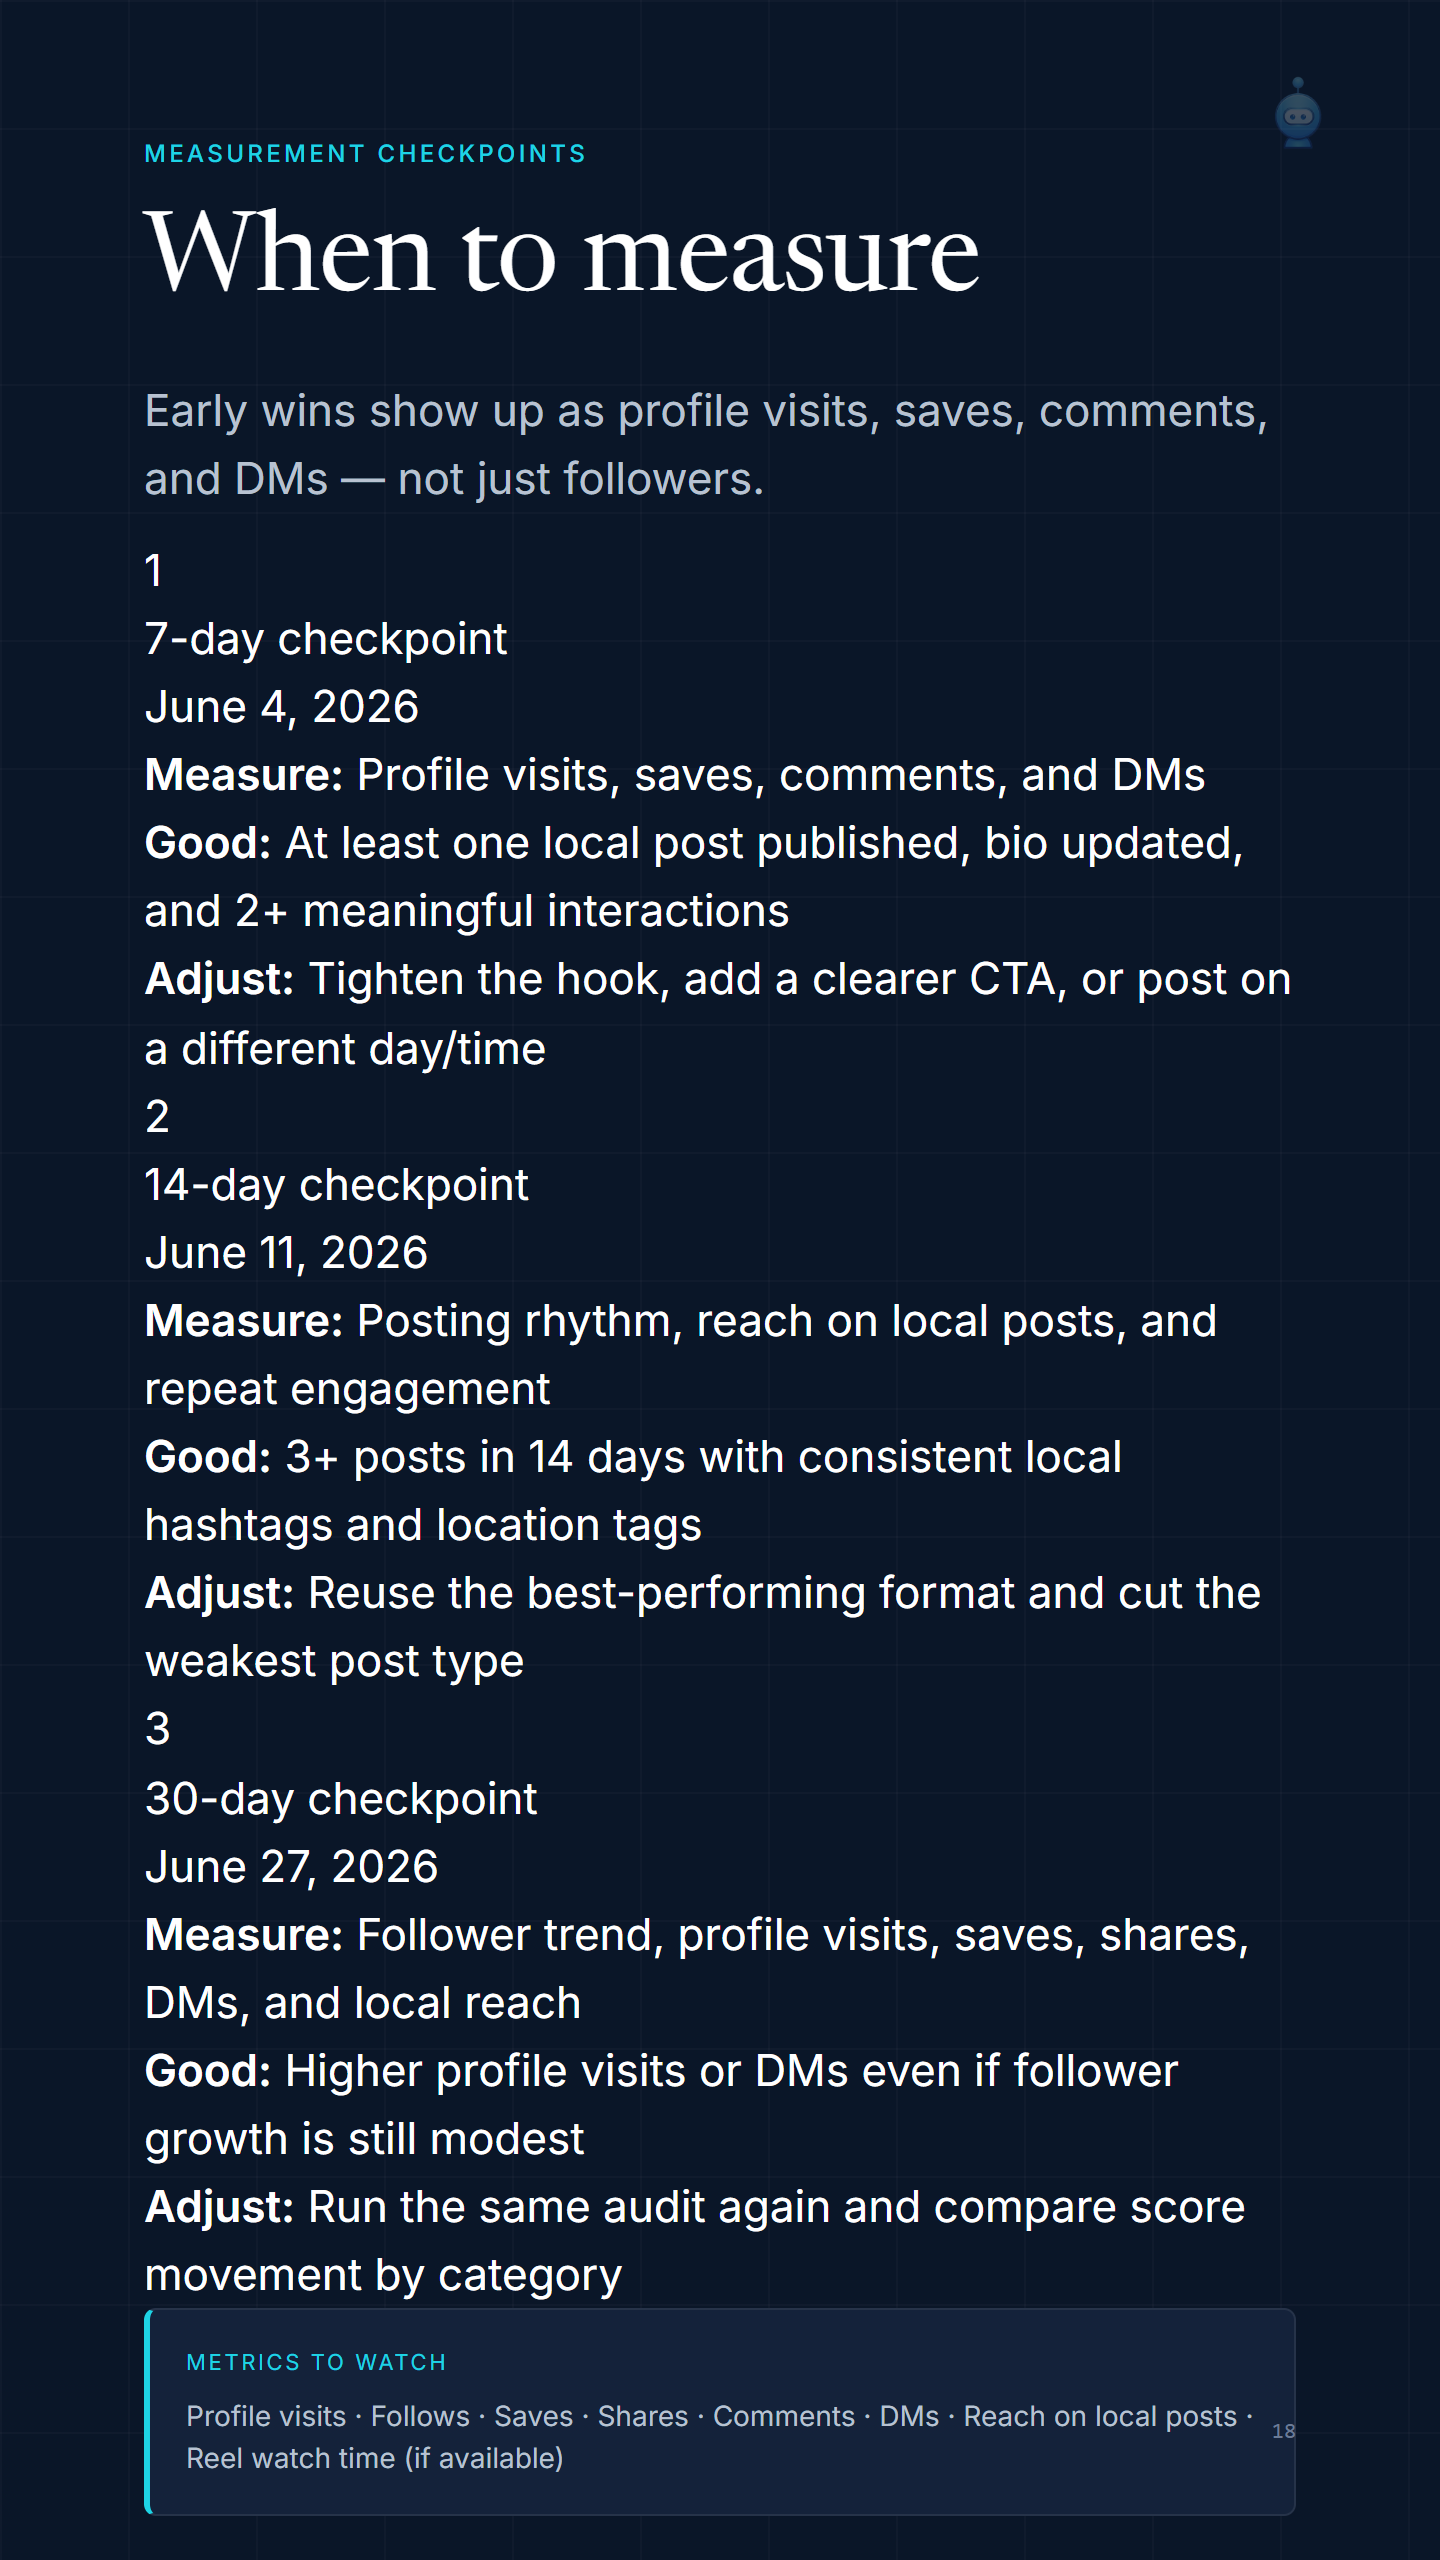 MEASUREMENT CHECKPOINTS
When to measure
Early wins show up as profile visits, saves, comments,
and DMs — not just followers.
1
7-day checkpoint
June 4, 2026
Measure: Profile visits, saves, comments, and DMs
Good: At least one local post published, bio updated,
and 2+ meaningful interactions
Adjust: Tighten the hook, add a clearer CTA, or post on
a different day/time
2
14-day checkpoint
June 11, 2026
Measure: Posting rhythm, reach on local posts, and
repeat engagement
Good: 3+ posts in 14 days with consistent local
hashtags and location tags
Adjust: Reuse the best-performing format and cut the
weakest post type
3
30-day checkpoint
June 27, 2026
Measure: Follower trend, profile visits, saves, shares,
DMs, and local reach
Good: Higher profile visits or DMs even if follower
growth is still modest
Adjust: Run the same audit again and compare score
movement by category
METRICS TO WATCH
Profile visits · Follows · Saves · Shares · Comments · DMs · Reach on local posts ·
Reel watch time (if available)
18